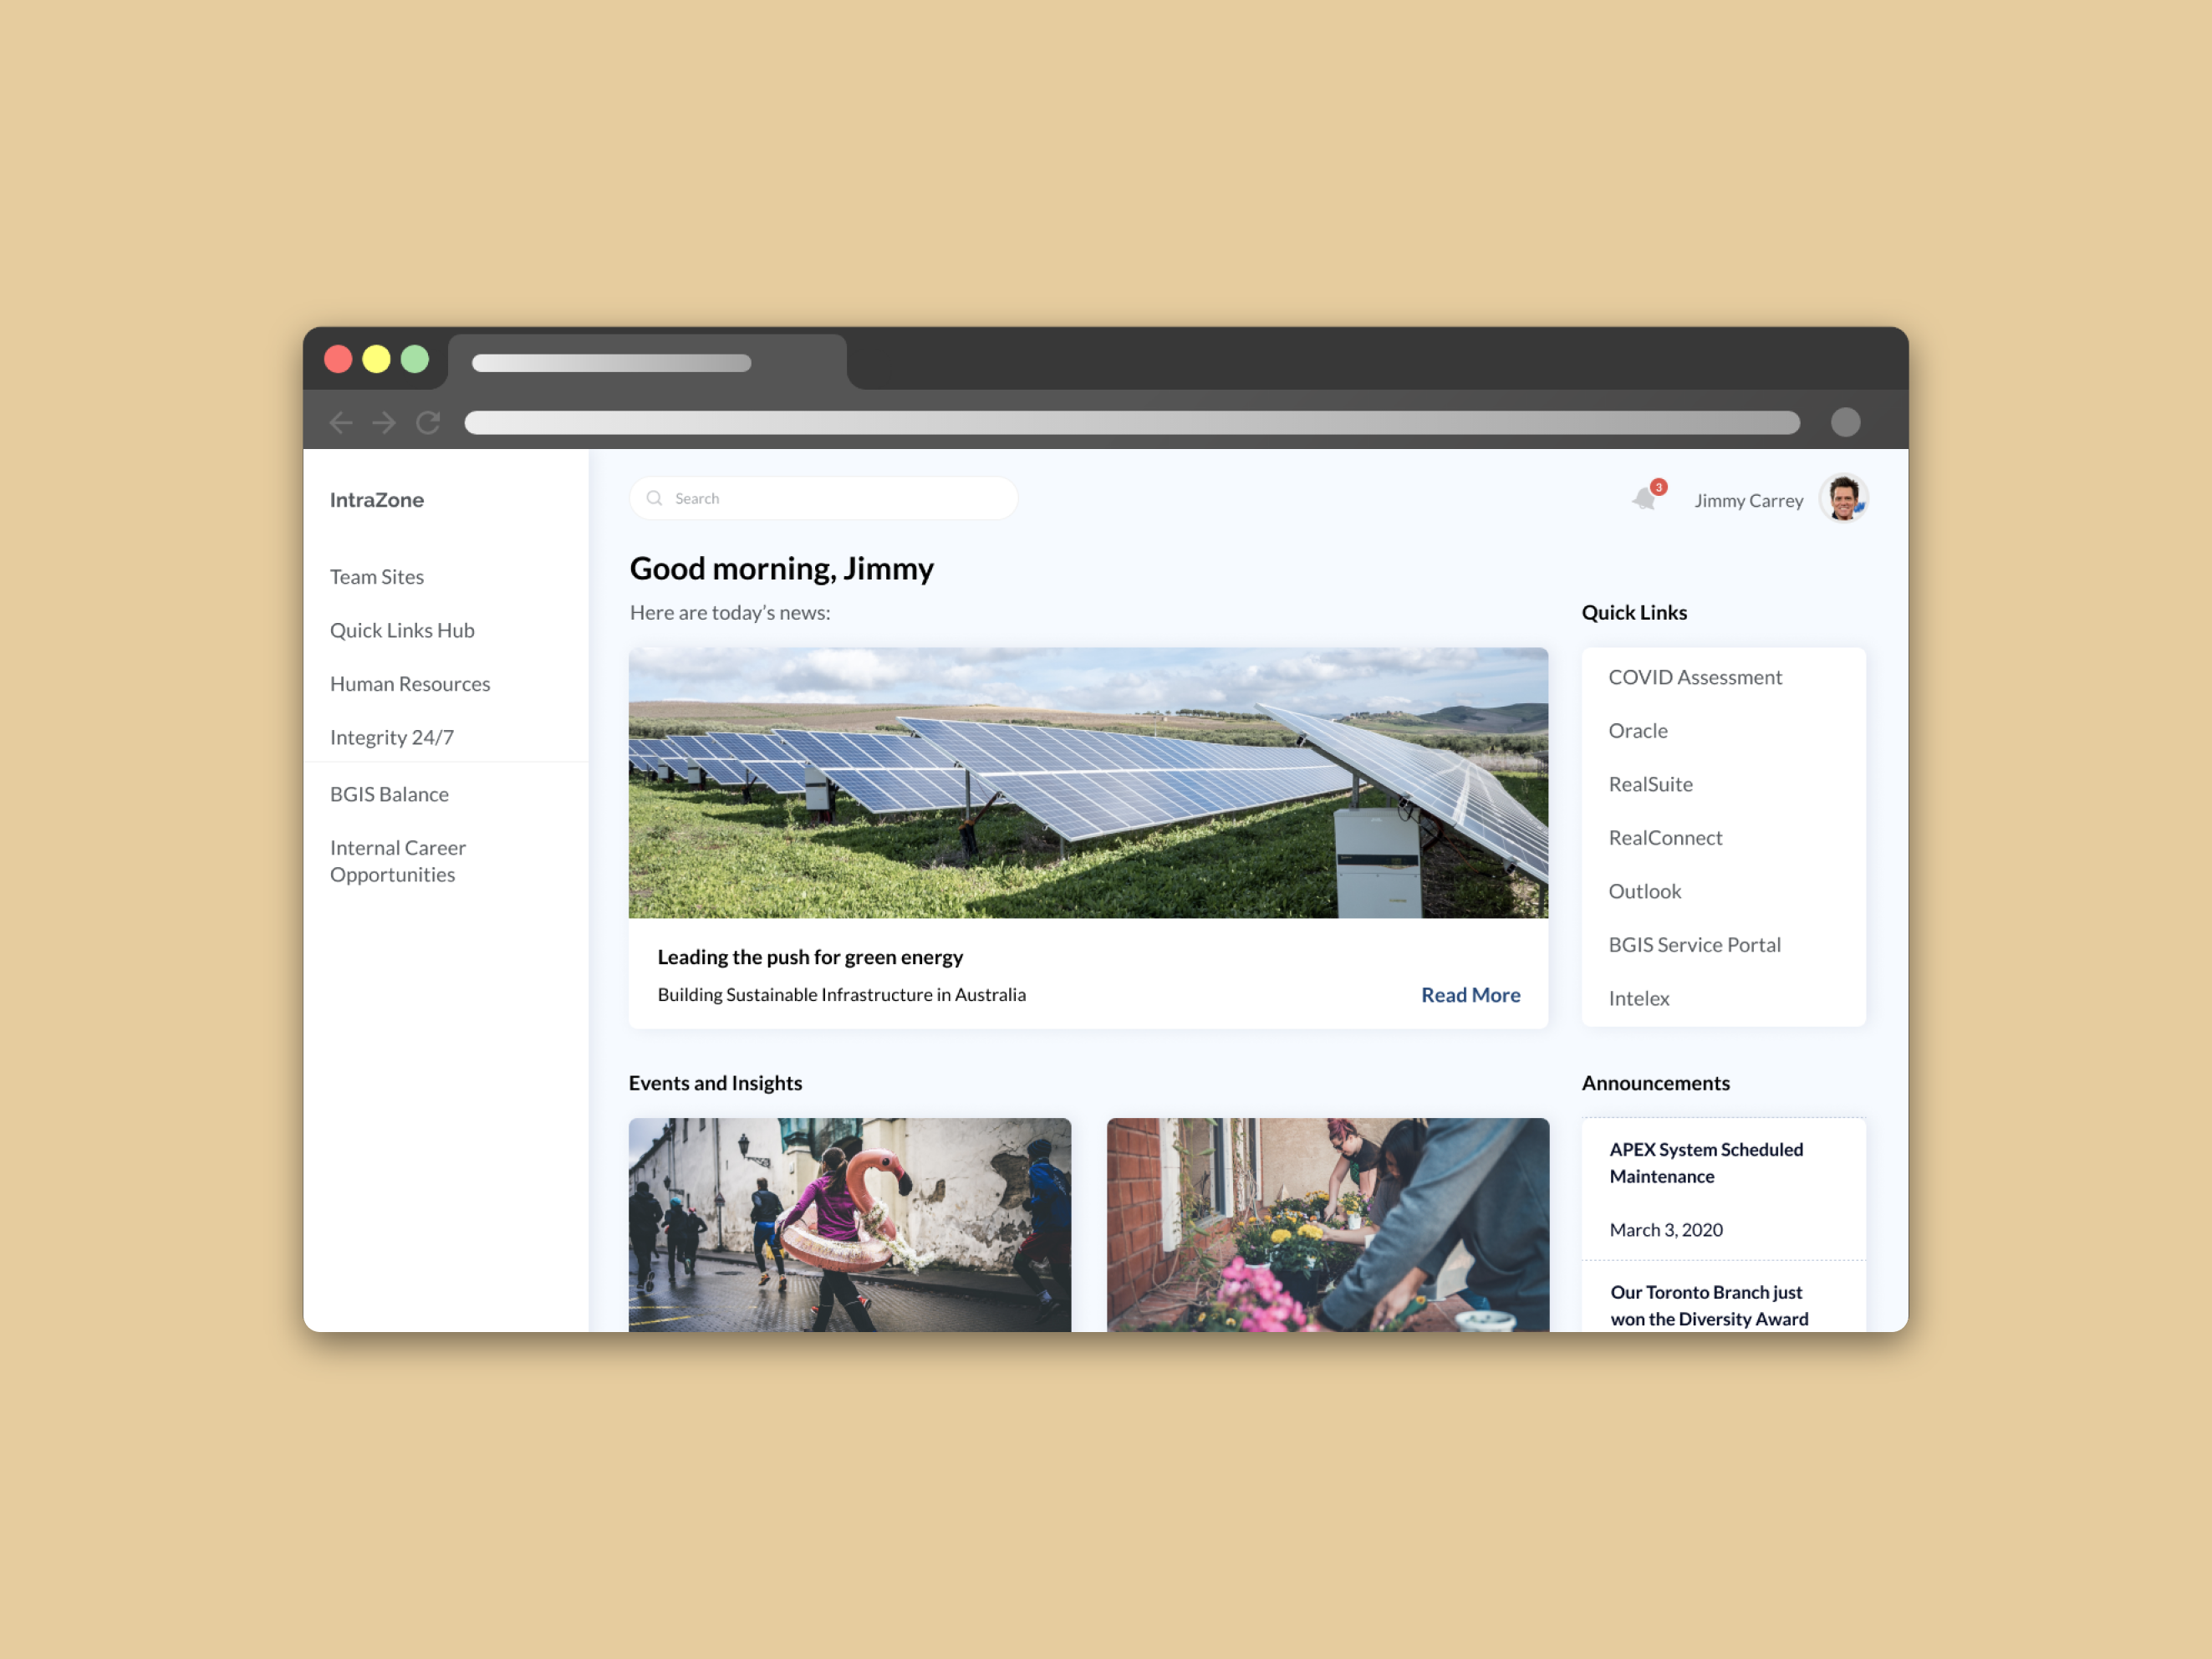 IntraZone
Team Sites
Quick Links Hub
Human Resources
Integrity 24/7
BGIS Balance
Internal Career
Opportunities
Search
3
Jimmy Carrey
Good morning, Jimmy
Here are today’s news:
Leading the push for green energy
Building Sustainable Infrastructure in Australia
Read More
Quick Links
COVID Assessment
Oracle
RealSuite
RealConnect
Outlook
BGIS Service Portal
Intelex
Events and Insights
Announcements
APEX System Scheduled
Maintenance
March 3, 2020
Our Toronto Branch just
won the Diversity Award